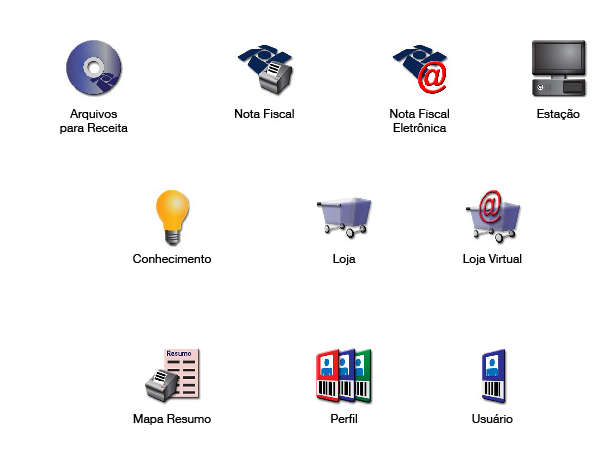 Arquivos
para Receita
Nota Fiscal
Nota Fiscal
Eletrônica
Estação
Conhecimento
Loja
Loja Virtual
Resumo
Mapa Resumo
Perfil
Usuário